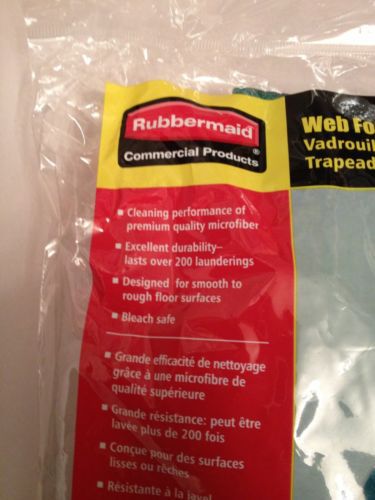 Rubbermaid
Commercial Products®
Web
Vadrouil
Trapead
▪ Cleaning performance of
premium quality microfiber
▪ Excellent durability–
lasts over 200 launderings
▪ Designed for smooth to
rough floor surfaces
▪ Bleach safe
▪ Grande efficacité de nettoyage
grâce à une microfibre de
qualité supérieure
▪ Grande résistance: peut être
lavée plus de 200 fois
▪ Conçue pour des surfaces
lisses ou rêches
▪ Résistante à la